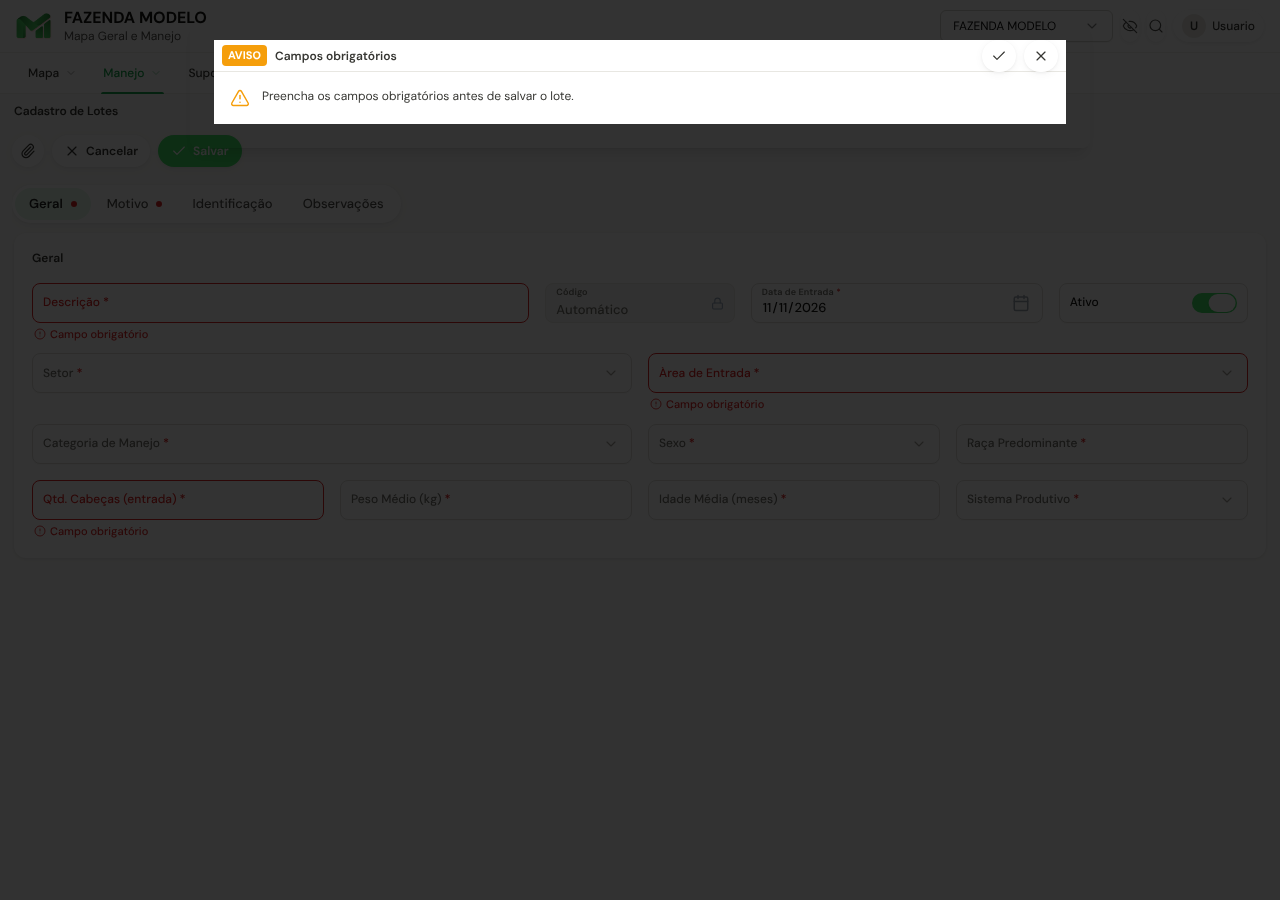 FAZENDA MODELO
Mapa Geral e Manejo
FAZENDA MODELO
U Usuario
AVISO Campos obrigatórios
Mapa Manejo
Preencha os campos obrigatórios antes de salvar o lote.
Cadastro de Lotes
Cancelar Salvar
Geral Motivo Identificação Observações
Geral
Descrição *
Código
Automático
Data de Entrada *
11/11/2026
Ativo
Campo obrigatório
Setor *
Área de Entrada *
Campo obrigatório
Categoria de Manejo *
Sexo *
Raça Predominante *
Qtd. Cabeças (entrada) *
Peso Médio (kg) *
Idade Média (meses) *
Sistema Produtivo *
Campo obrigatório